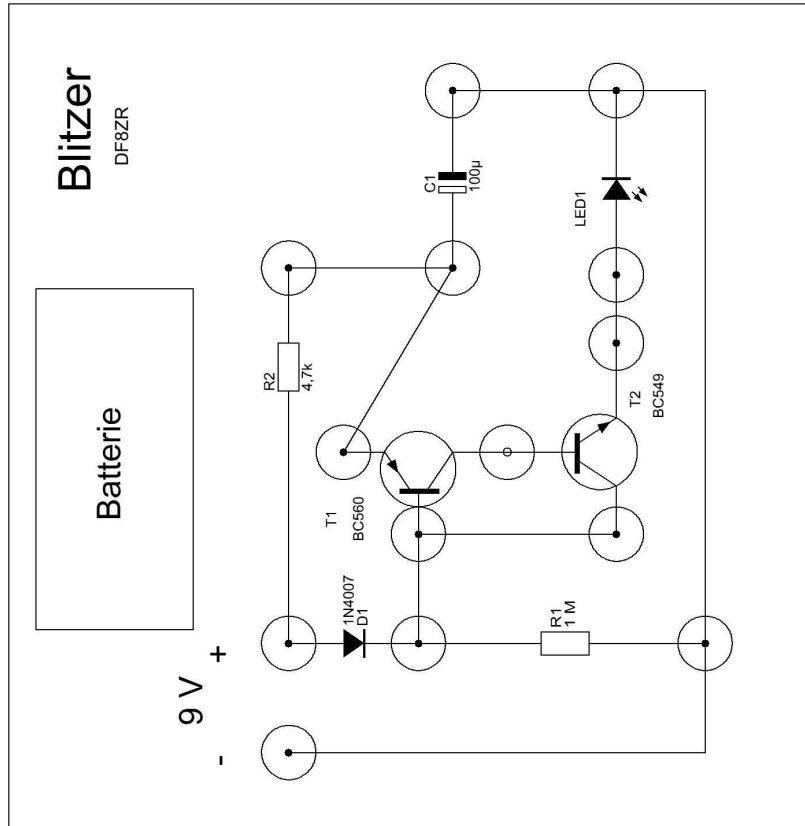 Blitzer
DF8ZR
Batterie
9 V
+
-
R2
4,7k
C1
100µ
LED1
T2
BC549
T1
BC560
1N4007
D1
R1
1 M